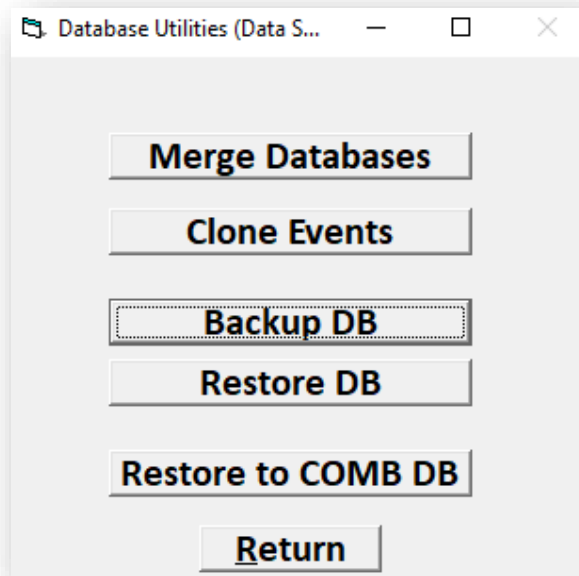 Database Utilities (Data S...
Merge Databases
Clone Events
Backup DB
Restore DB
Restore to COMB DB
Return